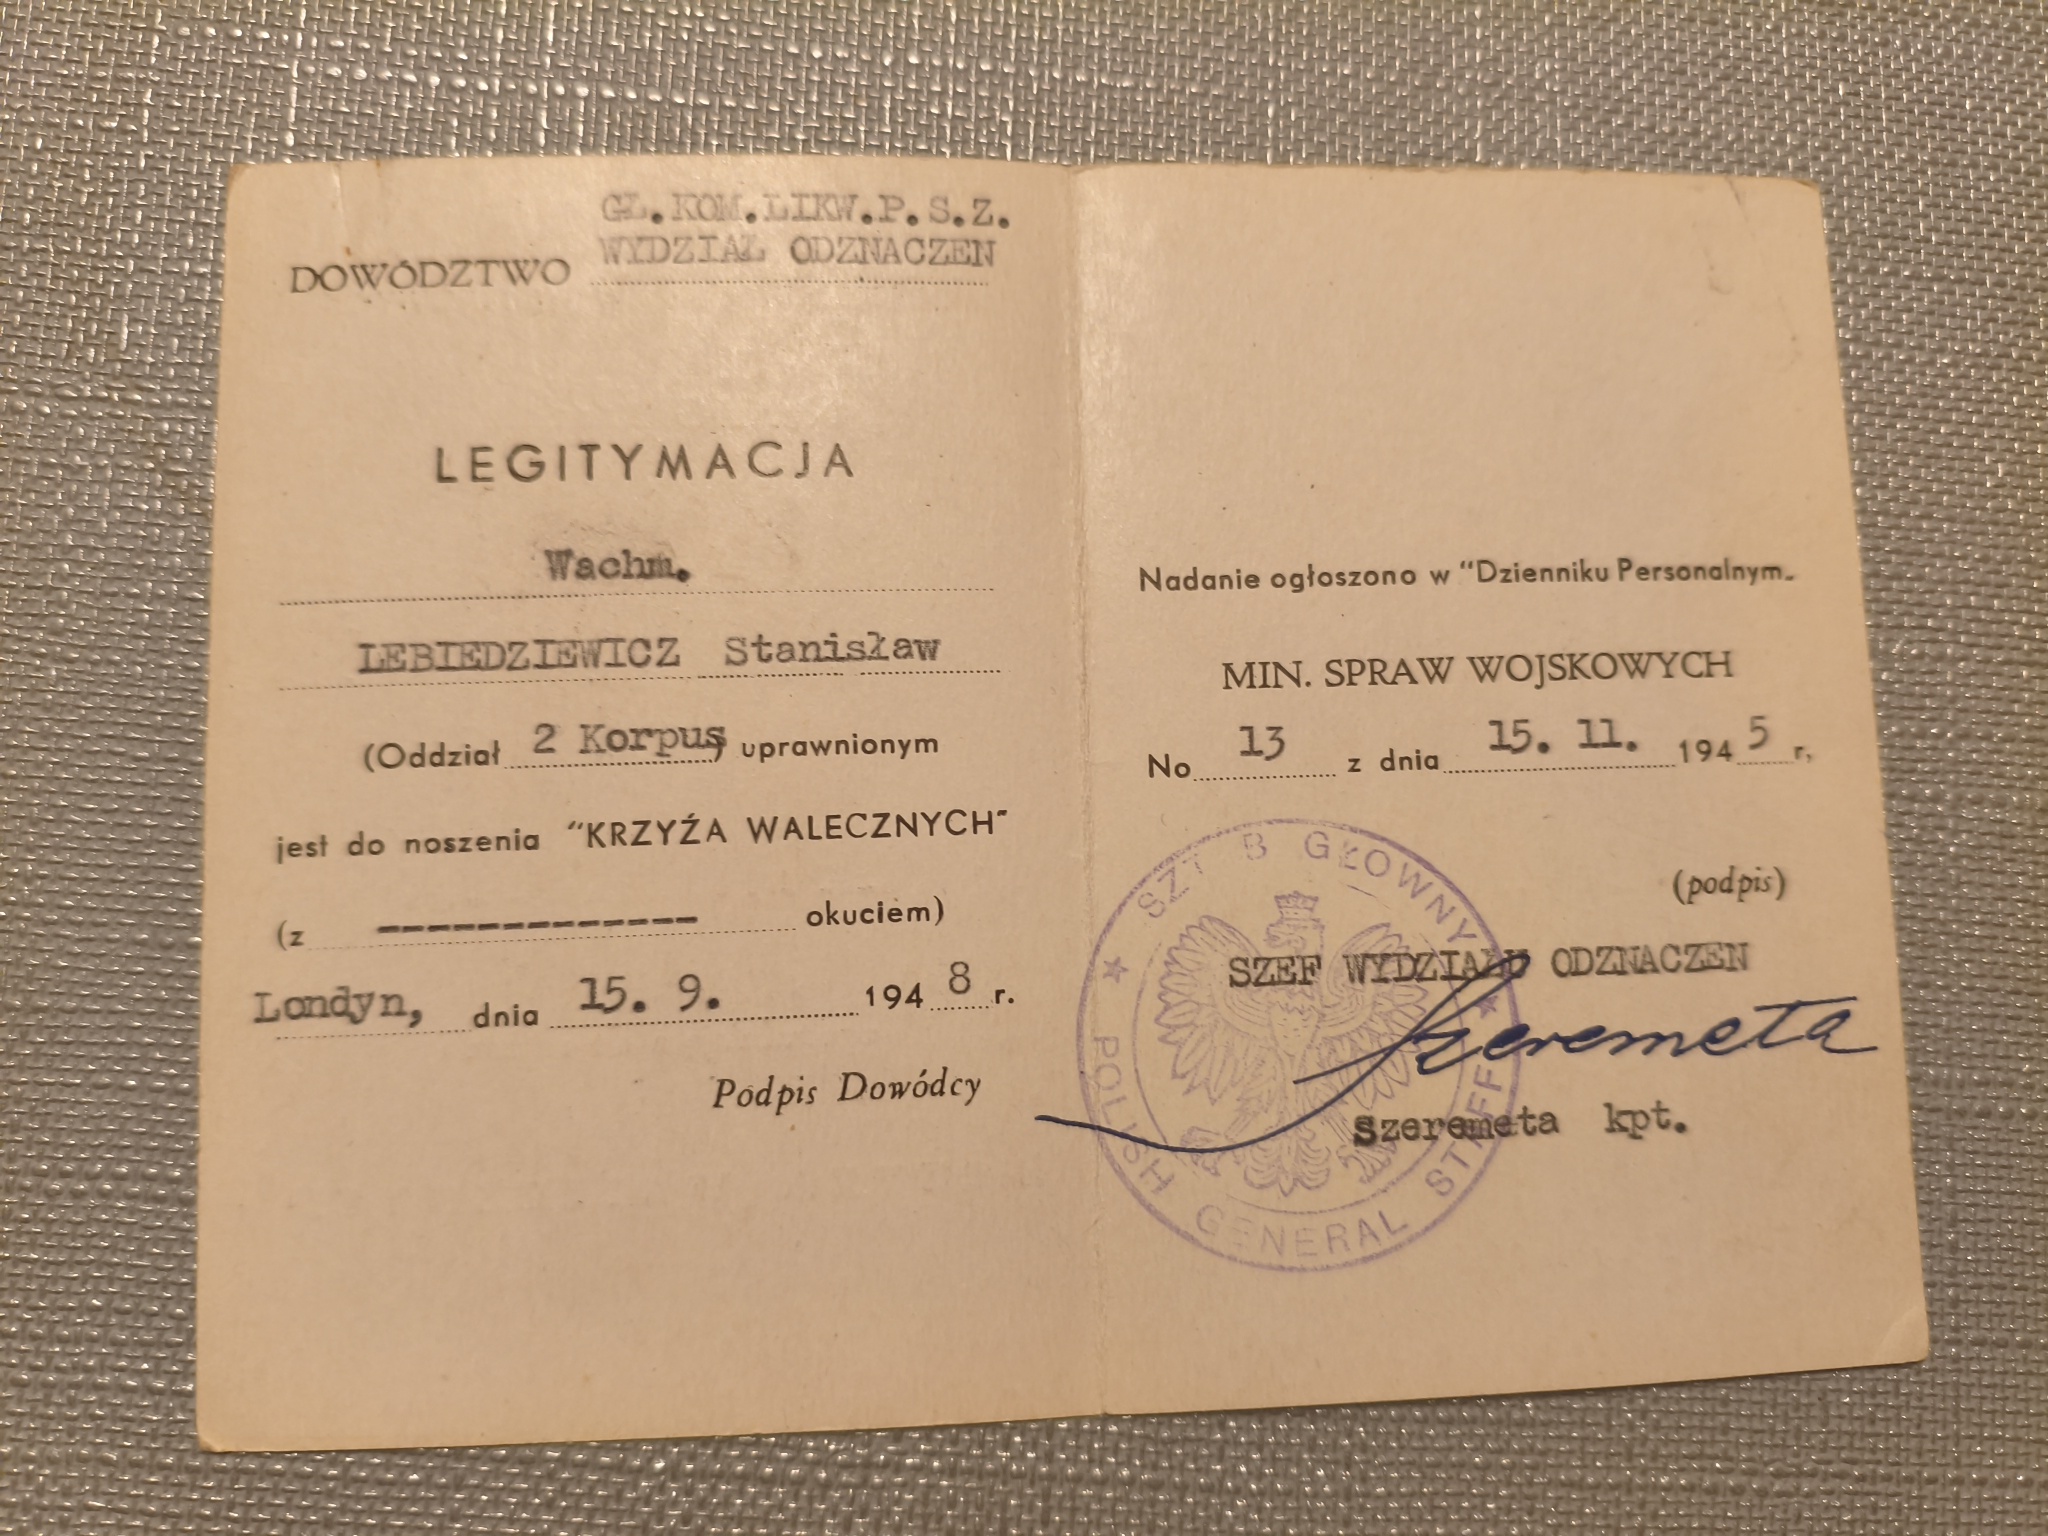 GŁ.KOM.LIKW.P.S.Z.
DOWÓDZTWO WYDZIAŁ ODZNACZEN
LEGITYMACJA
Wachm.
LEBIEDZIEWICZ Stanisław
(Oddział 2 Korpus) uprawnionym
jest do noszenia "KRZYŻA WALECZNYCH"
(z ------------- okuciem)
Londyn, dnia 15. 9. 1948 r.
Podpis Dowódcy
Nadanie ogłoszono w "Dzienniku Personalnym„
MIN. SPRAW WOJSKOWYCH
No 13 z dnia 15. 11. 1945 r,
(podpis)
SZEF WYDZIAŁU ODZNACZEN
Szeremeta
Szeremeta kpt.
SZT B GŁOWNY
POLISH GENERAL STAFF